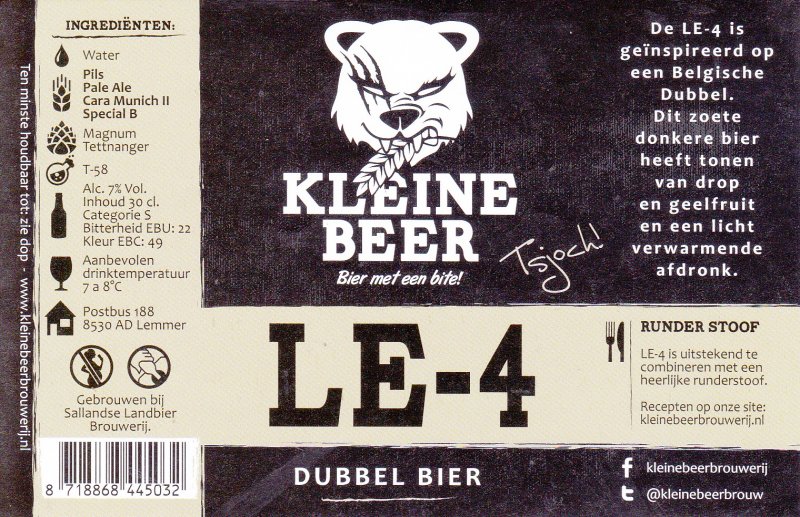 Ten minste houdbaar tot: zie dop - www.kleinebeerbrouwerij.nl
INGREDIËNTEN:
Water
Pils
Pale Ale
Cara Munich II
Special B
Magnum
Tettnanger
T-58
Alc. 7% Vol.
Inhoud 30 cl.
Categorie S
Bitterheid EBU: 22
Kleur EBC: 49
Aanbevolen
drinktemperatuur
7 a 8°C
Postbus 188
8530 AD Lemmer
Gebrouwen bij
Sallandse Landbier
Brouwerij.
8 718868 445032
KLEINE
BEER
Bier met een bite!
Tsjoch!
De LE-4 is
geïnspireerd op
een Belgische
Dubbel.
Dit zoete
donkere bier
heeft tonen
van drop
en geelfruit
en een licht
verwarmende
afdronk.
LE-4
DUBBEL BIER
RUNDER STOOF
LE-4 is uitstekend te
combineren met een
heerlijke runderstoof.
Recepten op onze site:
kleinebeerbrouwerij.nl
kleinebeerbrouwerij
@kleinebeerbrouw